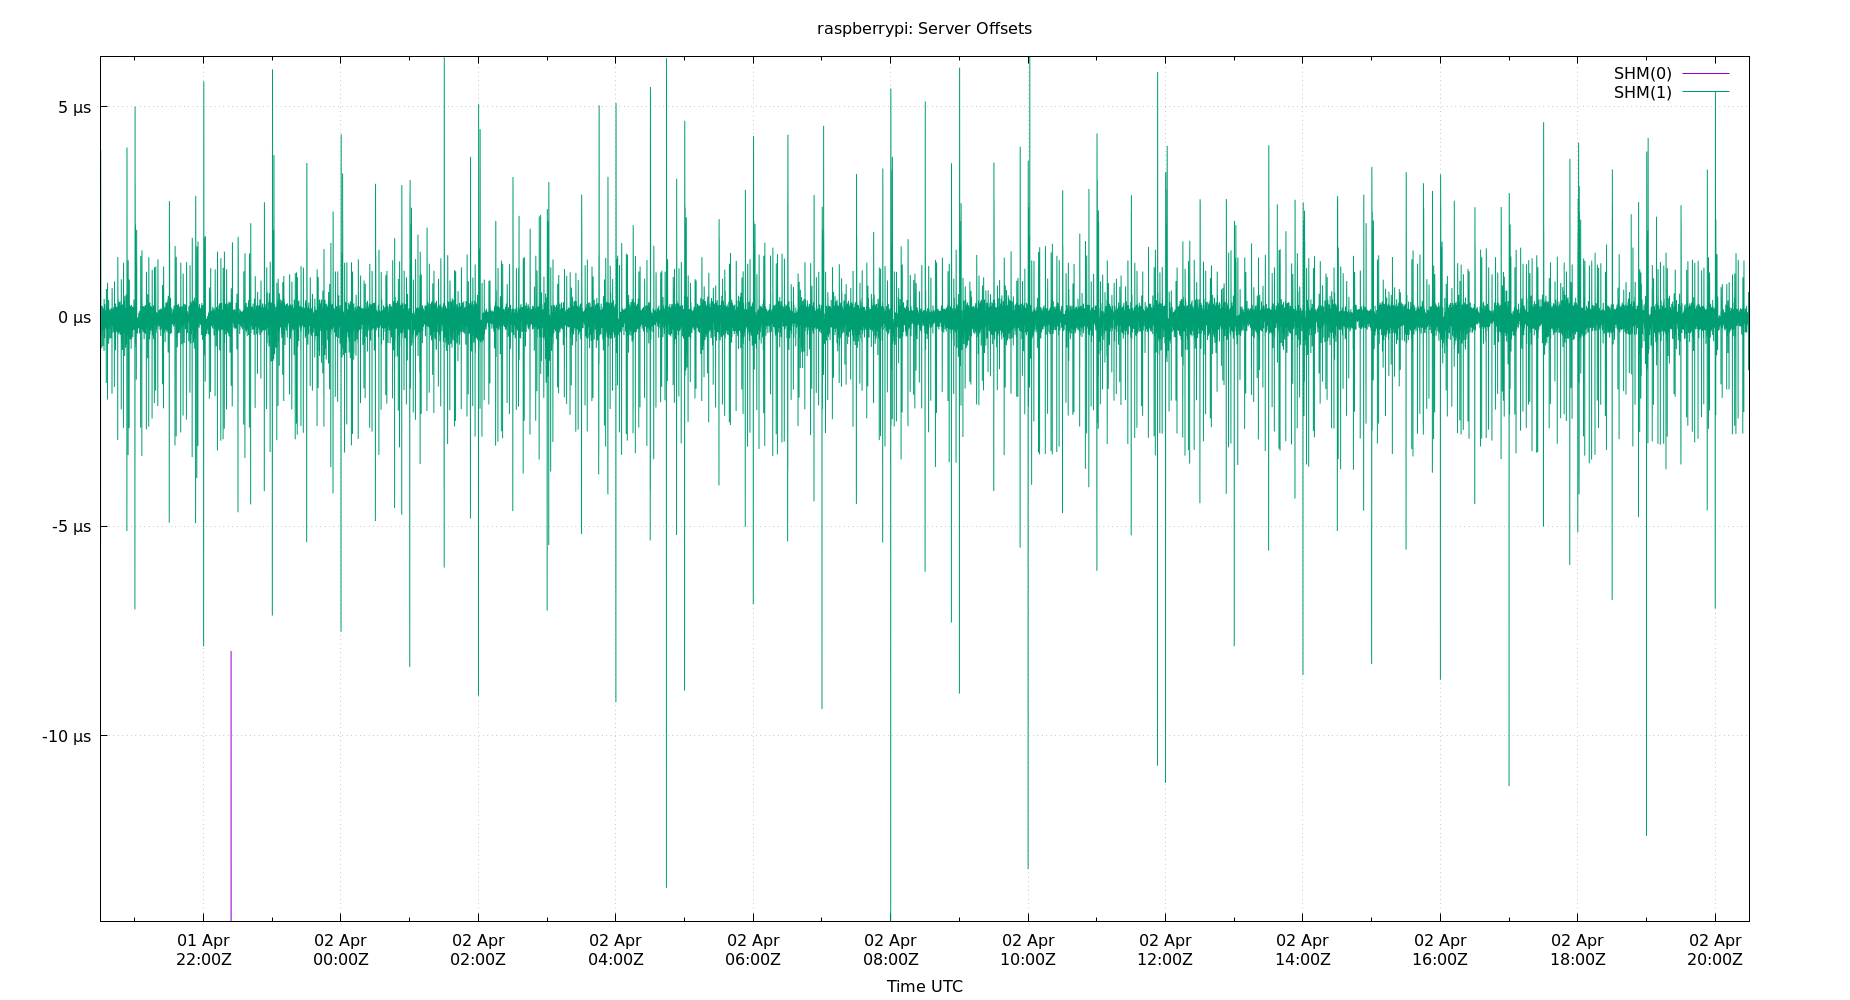 raspberrypi: Server Offsets
SHM(0)
SHM(1)
5 µs
0 µs
-5 µs
-10 µs
01 Apr 02 Apr 02 Apr 02 Apr 02 Apr 02 Apr 02 Apr 02 Apr 02 Apr 02 Apr 02 Apr 02 Apr
22:00Z 00:00Z 02:00Z 04:00Z 06:00Z 08:00Z 10:00Z 12:00Z 14:00Z 16:00Z 18:00Z 20:00Z
Time UTC